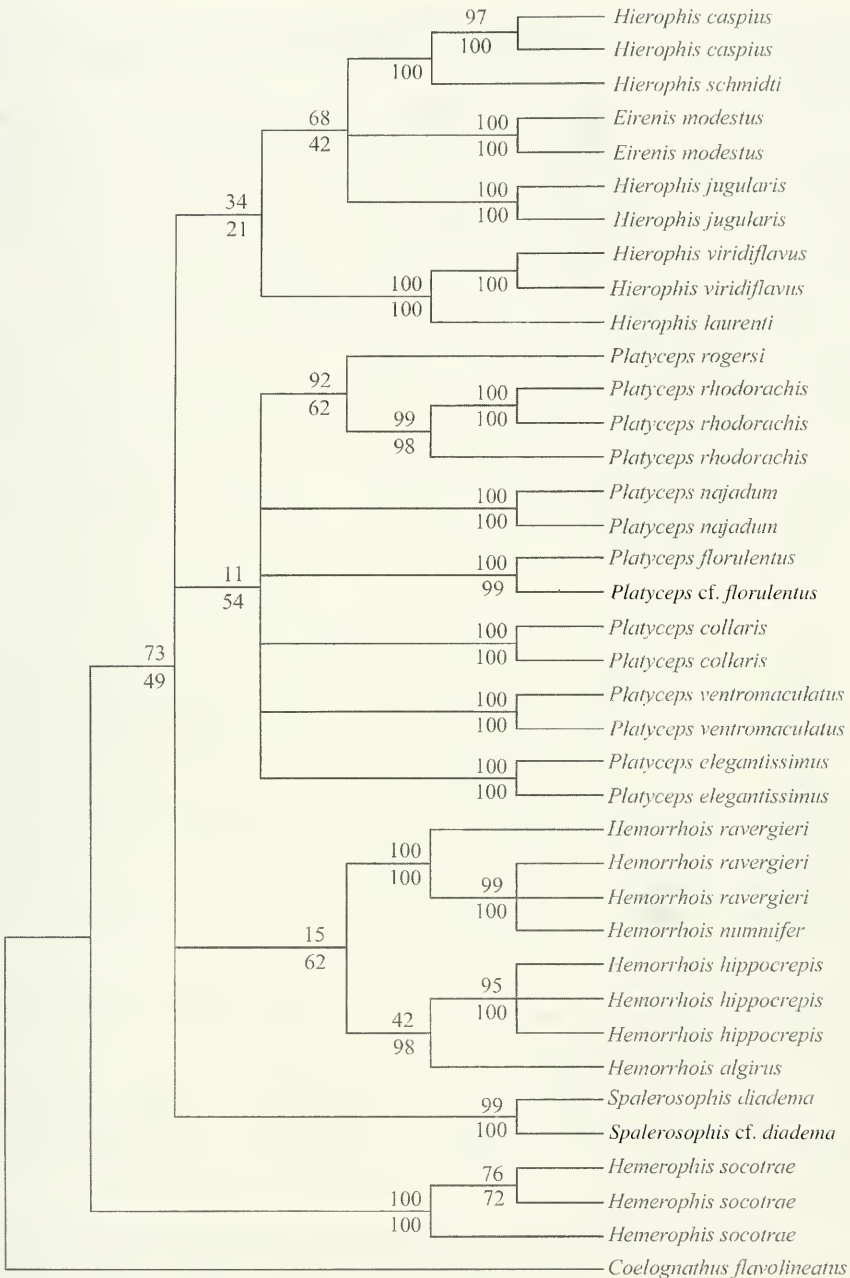 97
Hierophis caspius
100
Hierophis caspius
100
Hierophis schmidti
68
42
100
Eirenis modestus
100
Eirenis modestus
100
Hierophis jugularis
100
Hierophis jugularis
34
21
Hierophis viridiflavus
100
100
100
Hierophis viridiflavus
Hierophis laurenti
Platyceps rogersi
92
62
100
Platyceps rhodorachis
100
Platyceps rhodorachis
99
98
Platyceps rhodorachis
100
Platyceps najadum
100
Platyceps najadum
100
Platyceps florulentus
99
Platyceps cf. florulentus
11
54
100
Platyceps collaris
100
Platyceps collaris
73
49
100
Platyceps ventromaculatus
100
Platyceps ventromaculatus
100
Platyceps elegantissimus
100
Platyceps elegantissimus
Hemorrhois ravergieri
100
100
Hemorrhois ravergieri
99
100
Hemorrhois ravergieri
Hemorrhois nummifer
15
62
Hemorrhois hippocrepis
95
100
Hemorrhois hippocrepis
Hemorrhois hippocrepis
42
98
Hemorrhois algirus
99
Spalerosophis diadema
100
Spalerosophis cf. diadema
76
Hemerophis socotrae
72
Hemerophis socotrae
100
100
Hemerophis socotrae
Coelognathus flavolineatus